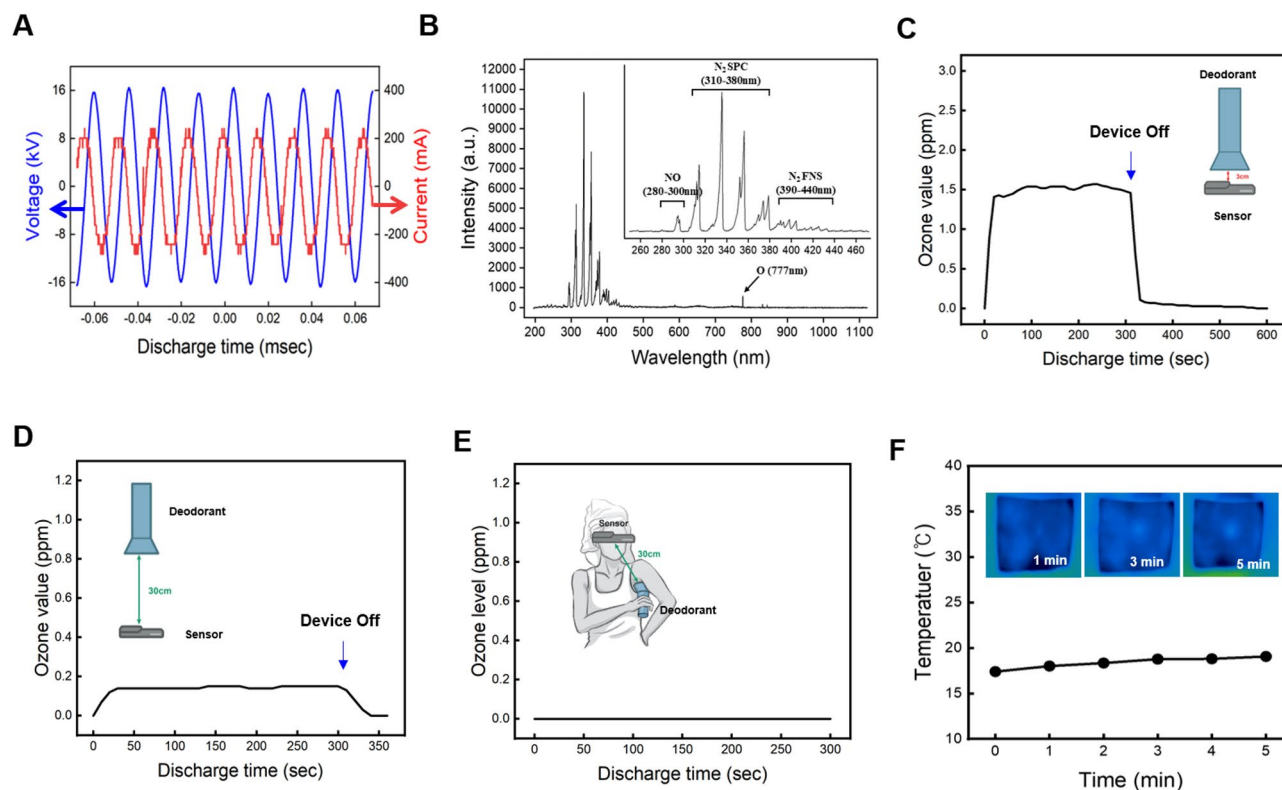 A
Voltage (kV)
16
8
0
-8
-16
400
200
0
-200
-400
Current (mA)
-0.06 -0.04 -0.02 0.00 0.02 0.04 0.06
Discharge time (msec)
B
Intensity (a.u.)
12000
11000
10000
9000
8000
7000
6000
5000
4000
3000
2000
1000
0
N2 SPC
(310-380nm)
NO
(280-300nm)
N2 FNS
(390-440nm)
260 280 300 320 340 360 380 400 420 440 460
O (777nm)
200 300 400 500 600 700 800 900 1000 1100
Wavelength (nm)
C
Ozone value (ppm)
3.0
2.5
2.0
1.5
1.0
0.5
0.0
Deodorant
Device Off
3cm
Sensor
0 100 200 300 400 500 600
Discharge time (sec)
D
Ozone value (ppm)
1.2
1.0
0.8
0.6
0.4
0.2
0.0
Deodorant
30cm
Sensor
Device Off
0 50 100 150 200 250 300 350
Discharge time (sec)
E
Ozone level (ppm)
1.2
1.0
0.8
0.6
0.4
0.2
0.0
Sensor
30cm
Deodorant
0 50 100 150 200 250 300
Discharge time (sec)
F
Temperatuer (℃)
40
35
30
25
20
15
10
1 min
3 min
5 min
0 1 2 3 4 5
Time (min)